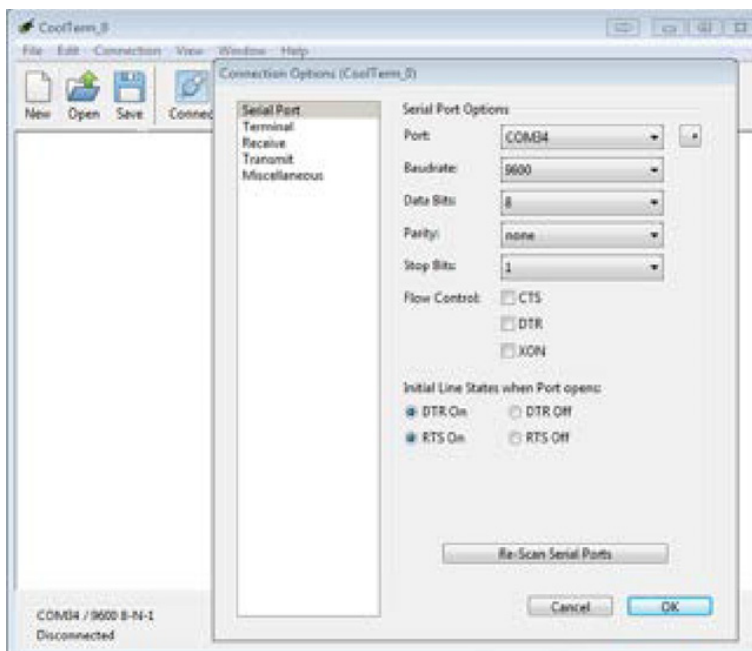 CoolTerm_0
File Edit Connection View Window Help
New Open Save Connec
Connection Options (CoolTerm_0)
Serial Port
Terminal
Receive
Transmit
Miscellaneous
Serial Port Options
Port: COM34
Baudrate: 9600
Data Bits: 8
Parity: none
Stop Bits: 1
Flow Control: CTS
DTR
XON
Initial Line States when Port opens:
DTR On DTR Off
RTS On RTS Off
Re-Scan Serial Ports
Cancel OK
COM34 / 9600 8-N-1
Disconnected